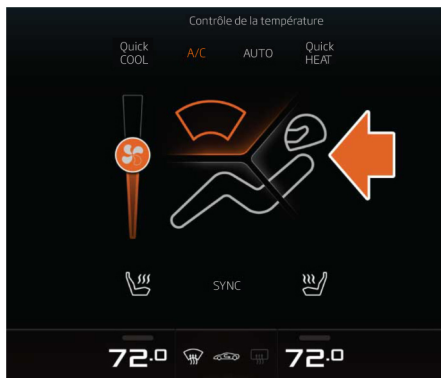 Contrôle de la température
Quick
COOL
A/C
AUTO
Quick
HEAT
SYNC
72.0
72.0